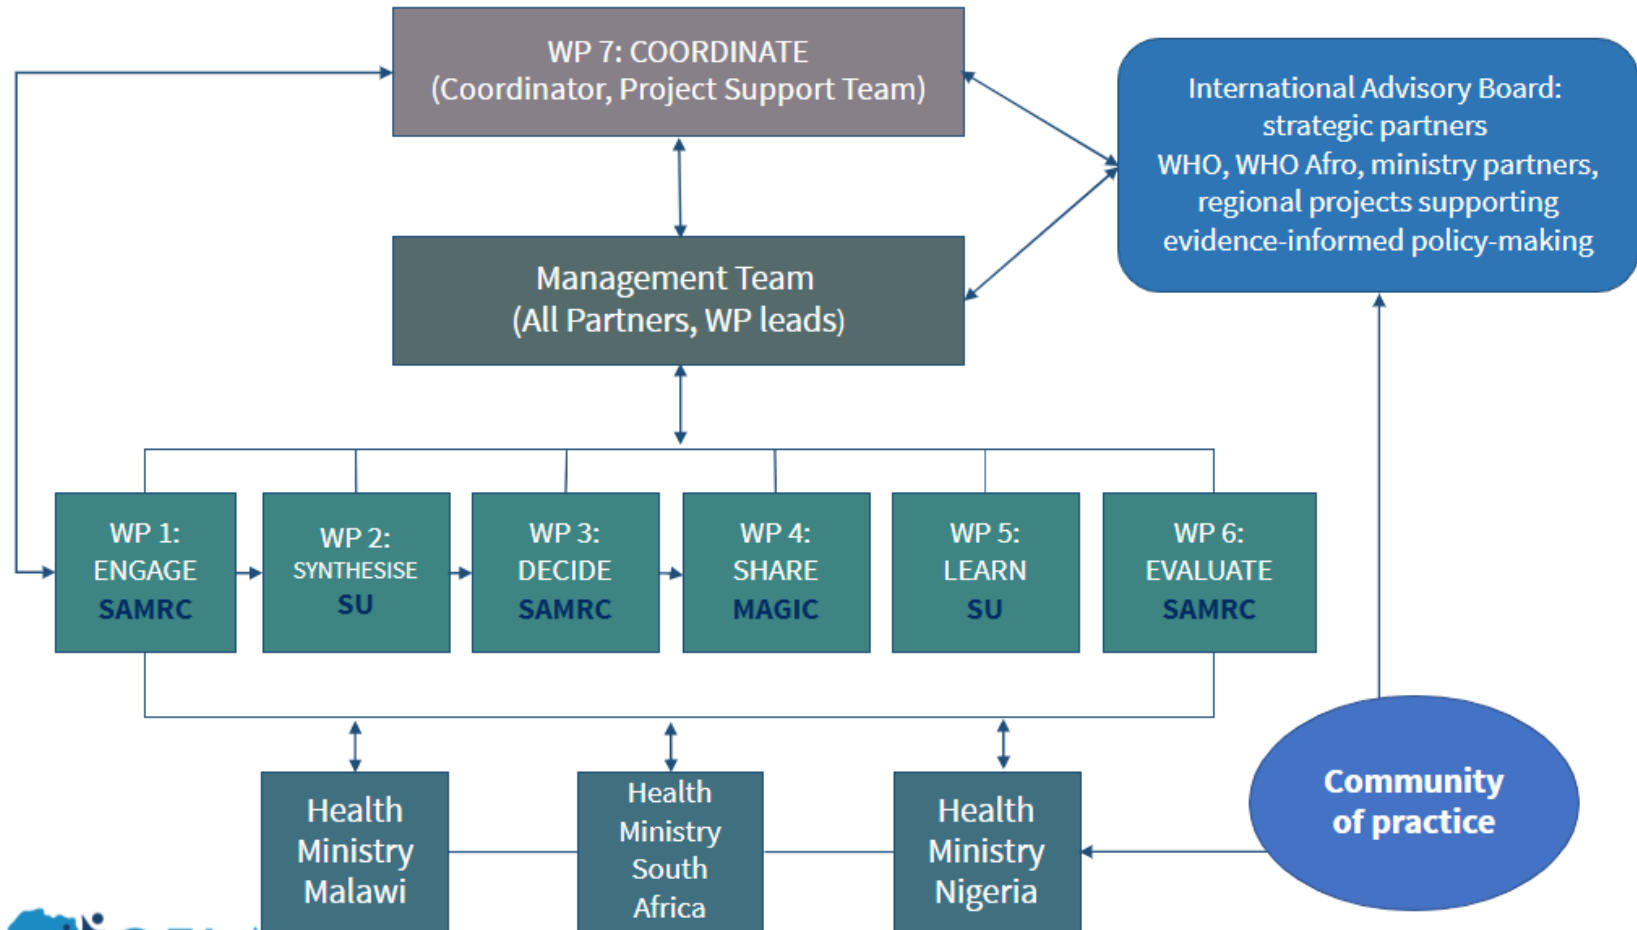 WP 7: COORDINATE
(Coordinator, Project Support Team)
International Advisory Board:
strategic partners
WHO, WHO Afro, ministry partners,
regional projects supporting
evidence-informed policy-making
Management Team
(All Partners, WP leads)
WP 1:
ENGAGE
SAMRC
WP 2:
SYNTHESISE
SU
WP 3:
DECIDE
SAMRC
WP 4:
SHARE
MAGIC
WP 5:
LEARN
SU
WP 6:
EVALUATE
SAMRC
Health
Ministry
Malawi
Health
Ministry
South
Africa
Health
Ministry
Nigeria
Community
of practice